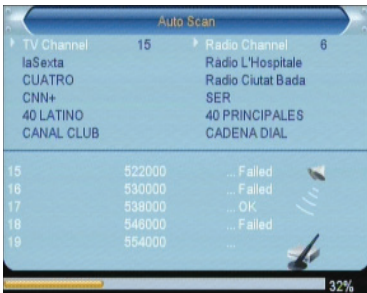 Auto Scan
TV Channel 15 Radio Channel 6
laSexta Ràdio L'Hospitale
CUATRO Radio Ciutat Bada
CNN+ SER
40 LATINO 40 PRINCIPALES
CANAL CLUB CADENA DIAL
15 522000 ... Failed
16 530000 ... Failed
17 538000 ... OK
18 546000 ... Failed
19 554000 ...
32%